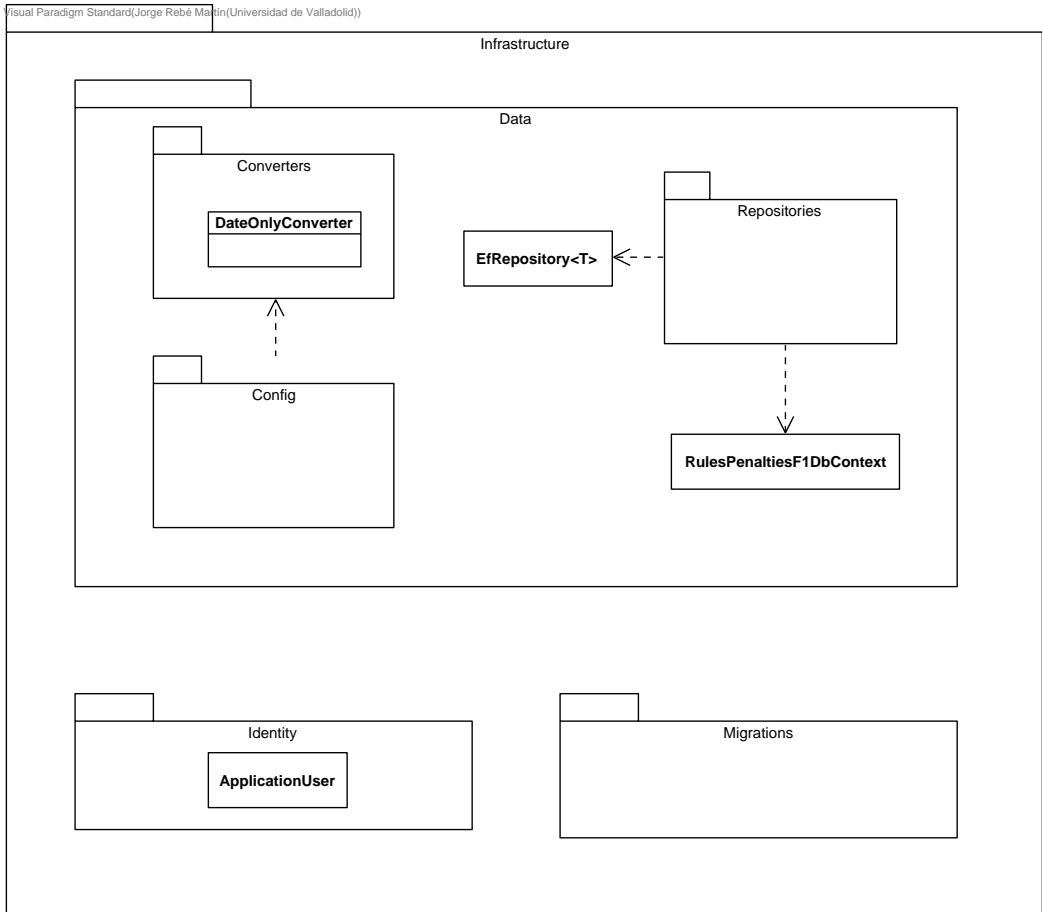 Visual Paradigm Standard(Jorge Rebé Martín(Universidad de Valladolid))
Infrastructure
Data
Converters
DateOnlyConverter
Repositories
EfRepository<T>
Config
RulesPenaltiesF1DbContext
Identity
ApplicationUser
Migrations